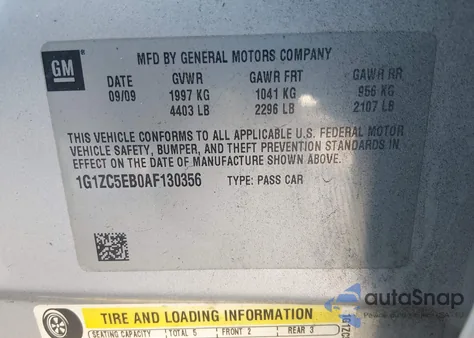 GM
MFD BY GENERAL MOTORS COMPANY
DATE GVWR GAWR FRT GAWR RR
09/09 1997 KG 1041 KG 956 KG
4403 LB 2296 LB 2107 LB
THIS VEHICLE CONFORMS TO ALL APPLICABLE U.S. FEDERAL MOTOR
VEHICLE SAFETY, BUMPER, AND THEFT PREVENTION STANDARDS IN
EFFECT ON THE DATE OF MANUFACTURE SHOWN ABOVE.
1G1ZC5EB0AF130356 TYPE: PASS CAR
TIRE AND LOADING INFORMATION
SEATING CAPACITY TOTAL 5 FRONT 2 REAR 3
1G1ZC
autoSnap